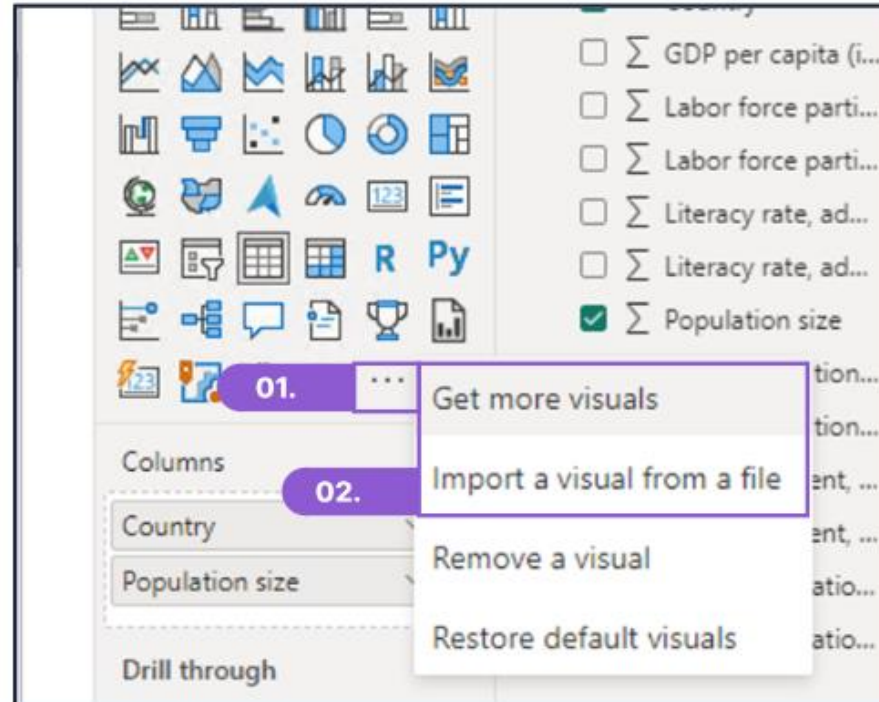 GDP per capita (i...
Labor force parti...
Labor force parti...
Literacy rate, ad...
Literacy rate, ad...
Population size
123
R
Py
123
01.
...
Get more visuals
tion...
tion...
Columns
02.
Import a visual from a file
ent, ...
Country
ent, ...
Remove a visual
Population size
atio...
Restore default visuals
atio...
Drill through